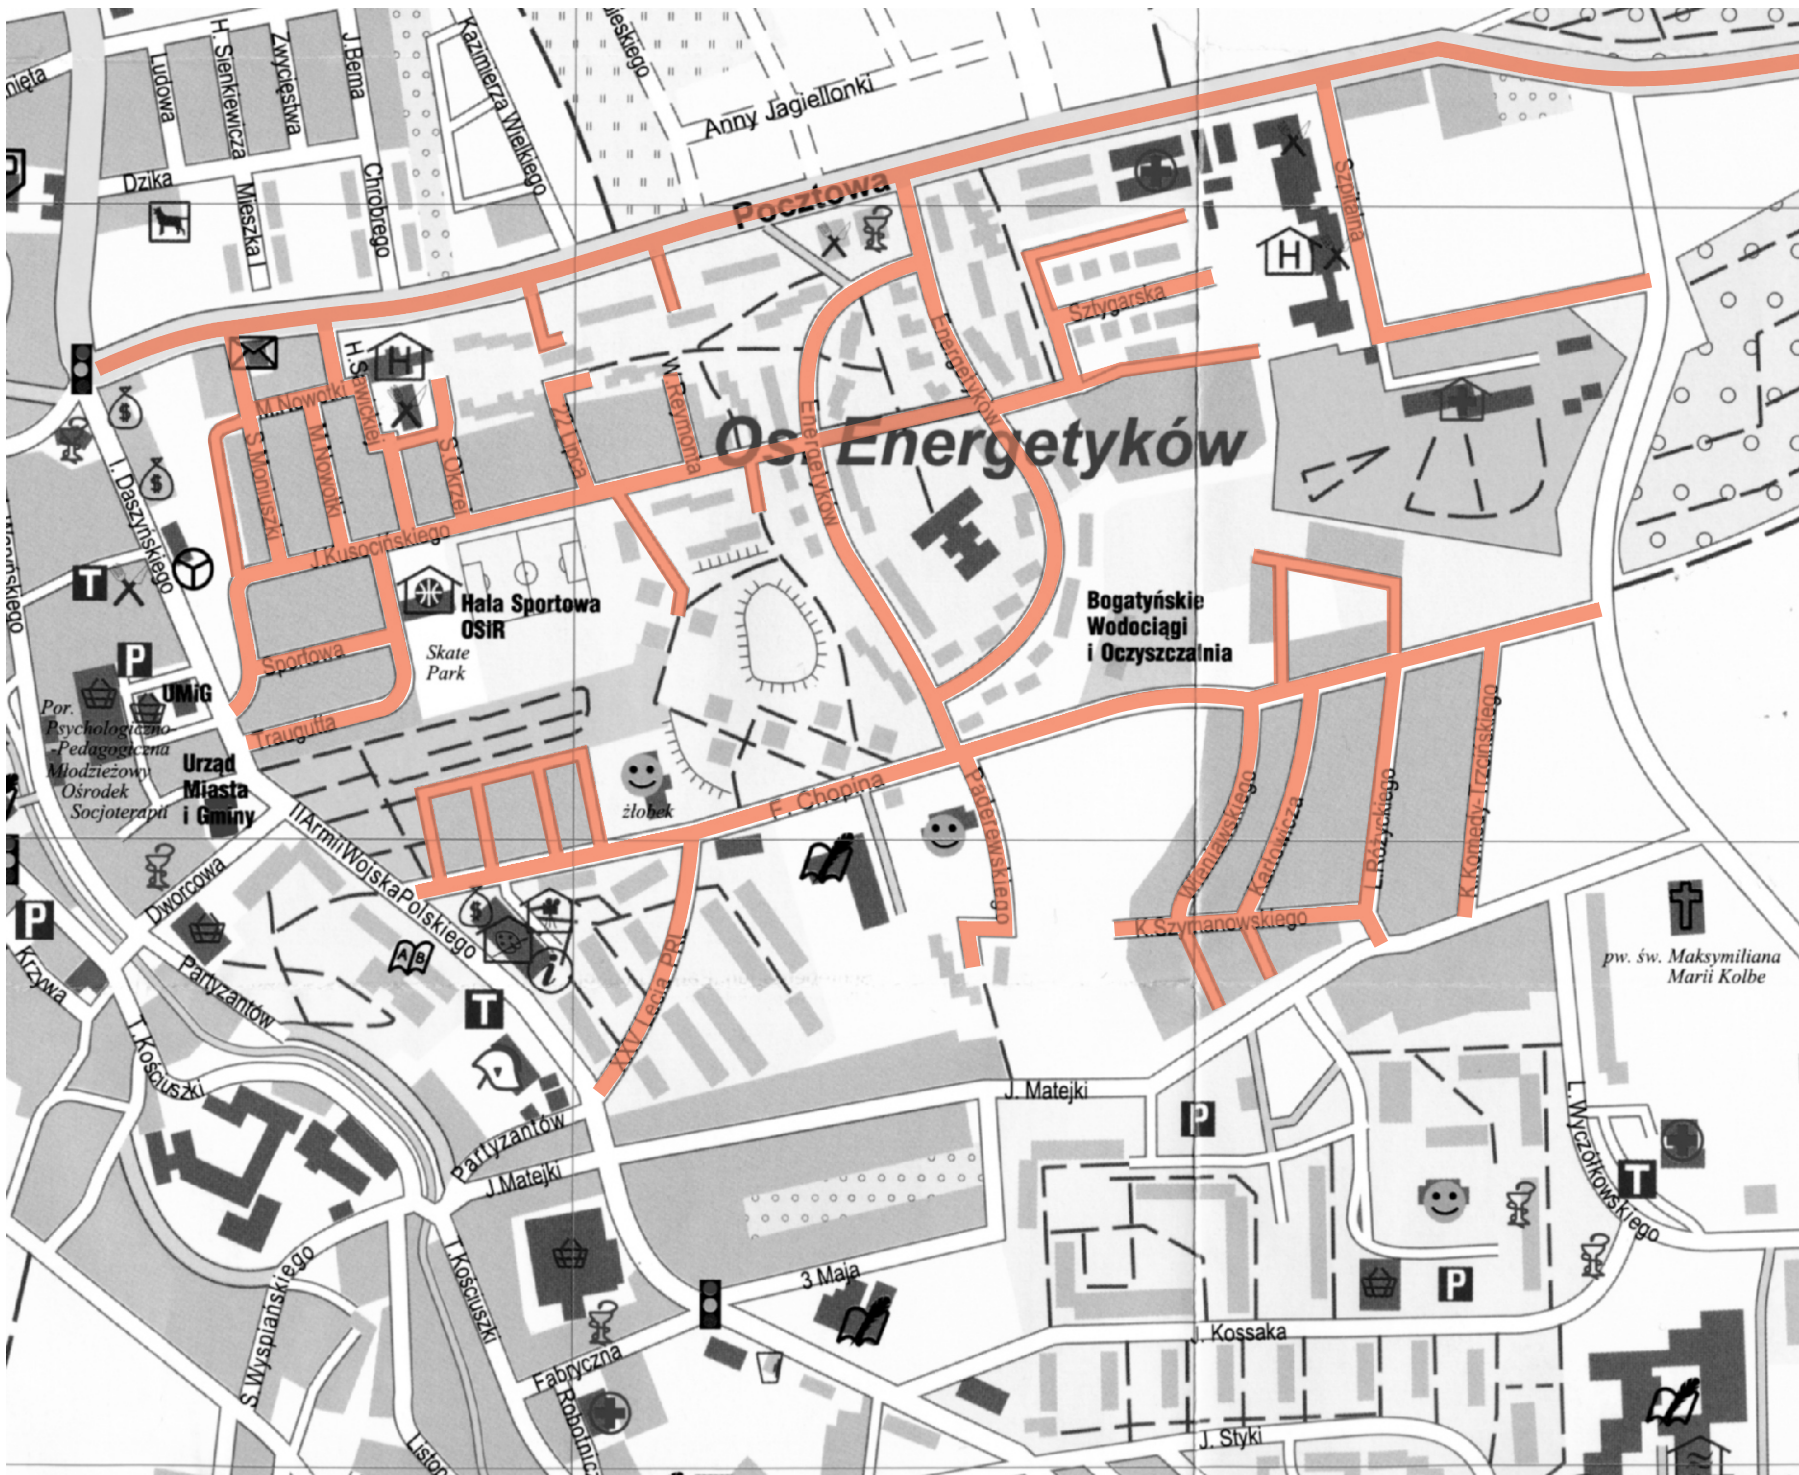 Ludowa
H. Sienkiewicza
Zwycięstwa
J.Bema
Kazimierza Wielkiego
Anny Jagiellonki
Dzika
Mieszka I
Chrobrego
Pocztowa
Szpitalna
H
Sztygarska
Energetyków
H.Sawickiej
H
M.Nowotki
S.Moniuszki
M.Nowotki
S.Okrzei
22 Lipca
W.Reymonta
Os. Energetyków
Energetyków
I. Daszyńskiego
J.Kusocińskiego
T
Hala Sportowa
OSiR
Skate
Park
Bogatyńskie
Wodociągi
i Oczyszczalnia
Sportowa
P
UMiG
Traugutta
Por.
Psychologiczno-
-Pedagogiczna
Młodzieżowy
Ośrodek
Socjoterapii
Urząd
Miasta
i Gminy
żłobek
F. Chopina
Paderewskiego
Wieniawskiego
Karłowicza
L.Różyckiego
K.Komedy-Trzcińskiego
K.Szymanowskiego
II Armii Wojska Polskiego
Dworcowa
P
Krzywa
Partyzantów
A B
i
T
XXV Lecia PRL
pw. św. Maksymiliana
Marii Kolbe
T.Kościuszki
J. Matejki
P
Partyzantów
J.Matejki
L.Wyczółkowskiego
T
S.Wyspiańskiego
T.Kościuszki
3 Maja
P
J. Kossaka
Fabryczna
J. Styki